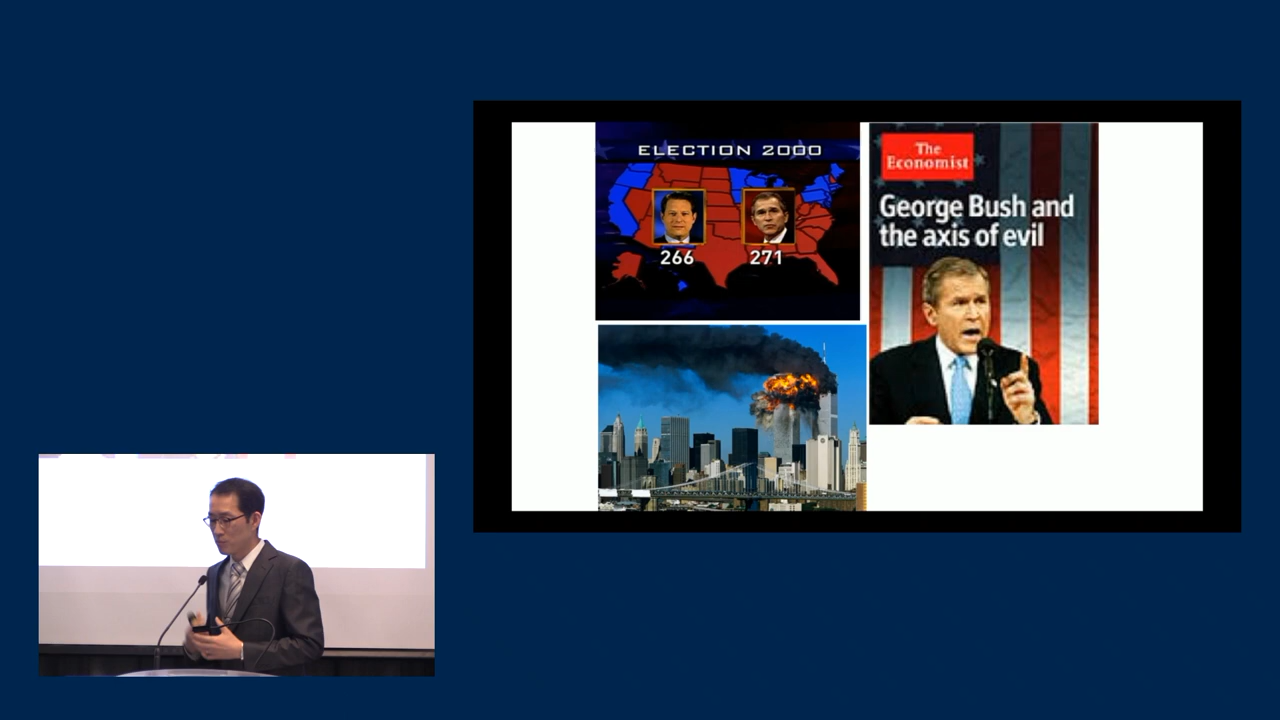 ELECTION 2000
266
271
The
Economist
George Bush and
the axis of evil